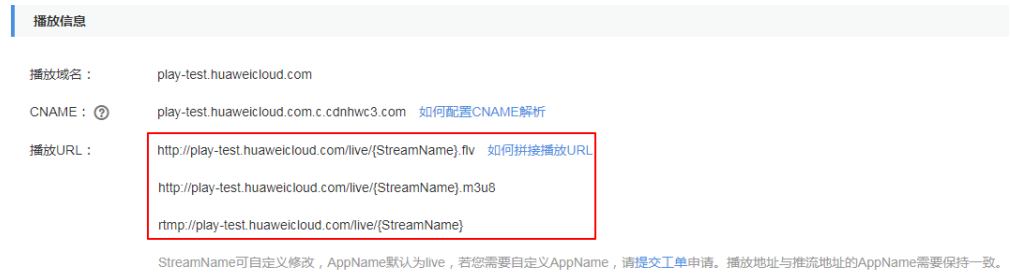 播放信息
播放域名： play-test.huaweicloud.com
CNAME： ? play-test.huaweicloud.com.c.cdnhwc3.com 如何配置CNAME解析
播放URL： http://play-test.huaweicloud.com/live/{StreamName}.flv 如何拼接播放URL
http://play-test.huaweicloud.com/live/{StreamName}.m3u8
rtmp://play-test.huaweicloud.com/live/{StreamName}
StreamName可自定义修改，AppName默认为live，若您需要自定义AppName，请提交工单申请。播放地址与推流地址的AppName需要保持一致。